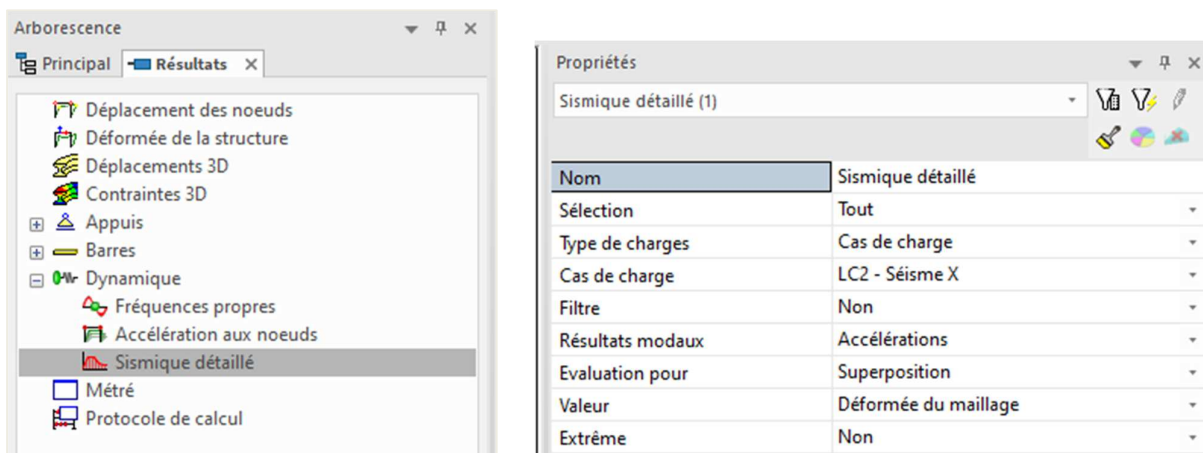 Arborescence
Principal Résultats
Déplacement des noeuds
Déformée de la structure
Déplacements 3D
Contraintes 3D
Appuis
Barres
Dynamique
Fréquences propres
Accélération aux noeuds
Sismique détaillé
Métré
Protocole de calcul
Propriétés
Sismique détaillé (1)
Nom Sismique détaillé
Sélection Tout
Type de charges Cas de charge
Cas de charge LC2 - Séisme X
Filtre Non
Résultats modaux Accélérations
Evaluation pour Superposition
Valeur Déformée du maillage
Extrême Non